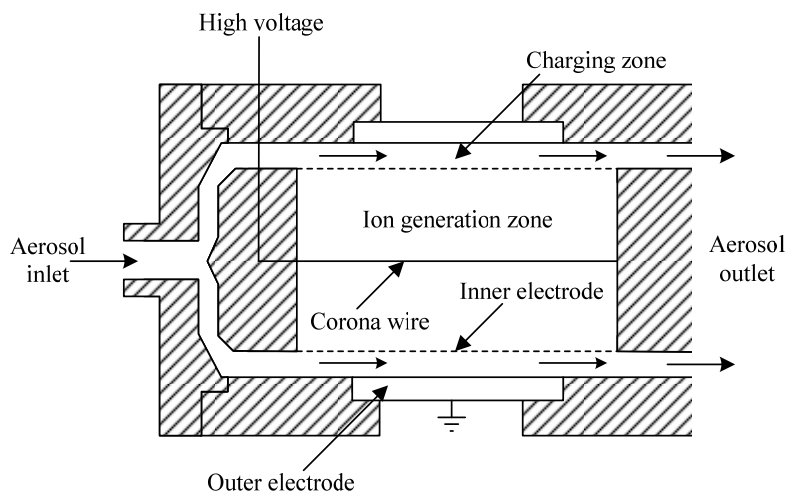 High voltage
Charging zone
Ion generation zone
Aerosol
inlet
Aerosol
outlet
Inner electrode
Corona wire
Outer electrode